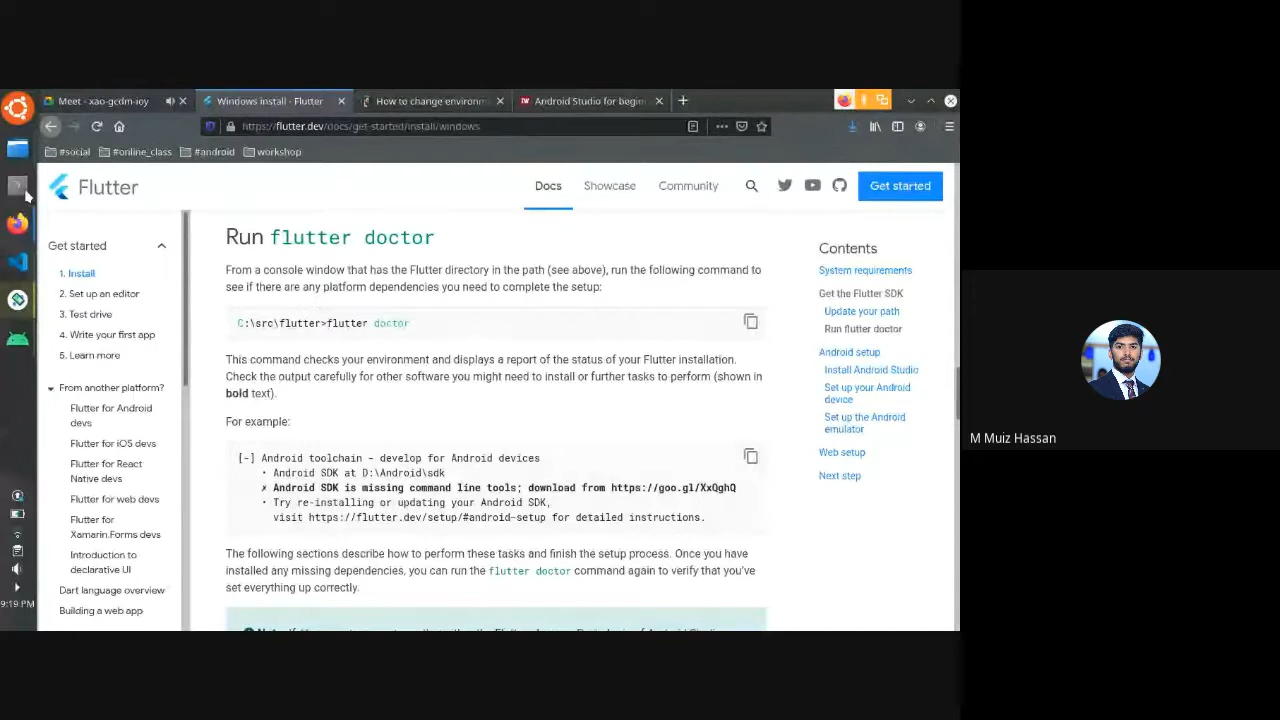 Meet - xao-gcdm-ioy
Windows install - Flutter
How to change environm
Android Studio for begin
https://flutter.dev/docs/get-started/install/windows
#social #online_class #android workshop
Flutter
Docs Showcase Community Get started
Get started
1. Install
2. Set up an editor
3. Test drive
4. Write your first app
5. Learn more
From another platform?
Flutter for Android
devs
Flutter for iOS devs
Flutter for React
Native devs
Flutter for web devs
Flutter for
Xamarin.Forms devs
Introduction to
declarative UI
Dart language overview
Building a web app
Run flutter doctor
From a console window that has the Flutter directory in the path (see above), run the following command to
see if there are any platform dependencies you need to complete the setup:
C:\src\flutter>flutter doctor
This command checks your environment and displays a report of the status of your Flutter installation.
Check the output carefully for other software you might need to install or further tasks to perform (shown in
bold text).
For example:
[-] Android toolchain - develop for Android devices
• Android SDK at D:\Android\sdk
✗ Android SDK is missing command line tools; download from https://goo.gl/XxQghQ
• Try re-installing or updating your Android SDK,
visit https://flutter.dev/setup/#android-setup for detailed instructions.
The following sections describe how to perform these tasks and finish the setup process. Once you have
installed any missing dependencies, you can run the flutter doctor command again to verify that you've
set everything up correctly.
Contents
System requirements
Get the Flutter SDK
Update your path
Run flutter doctor
Android setup
Install Android Studio
Set up your Android
device
Set up the Android
emulator
Web setup
Next step
9:19 PM
M Muiz Hassan